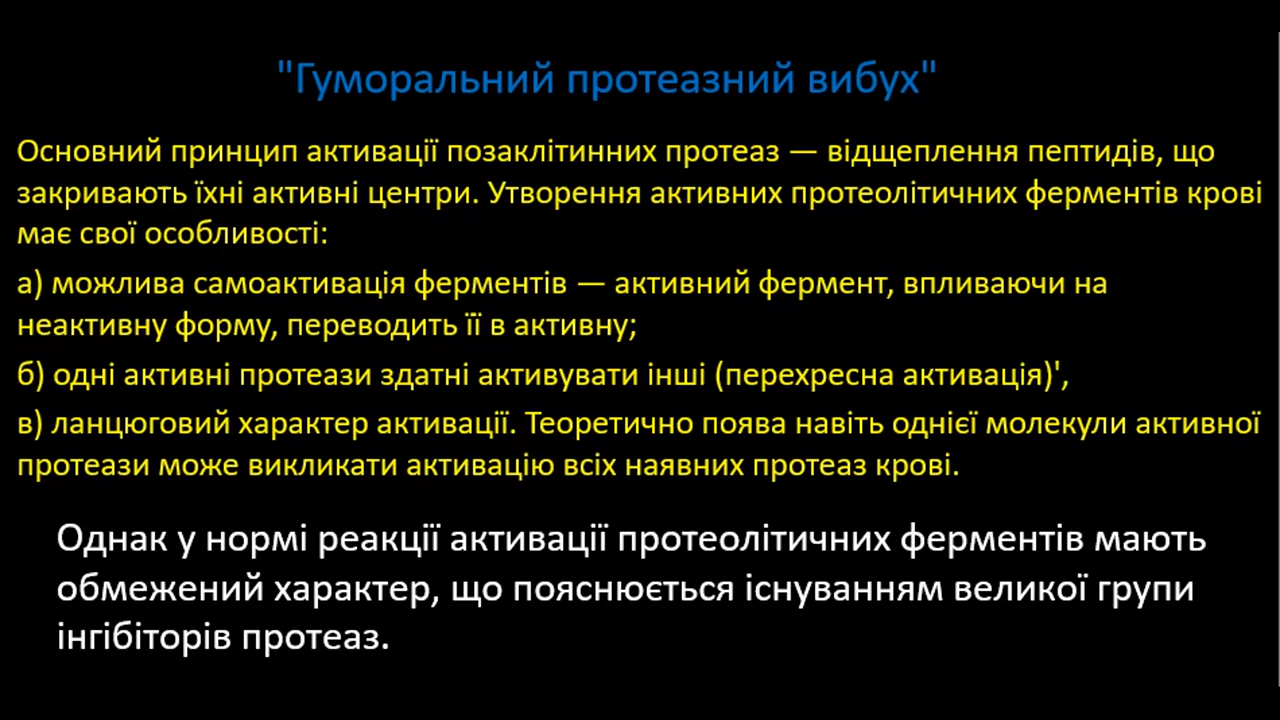 "Гуморальний протеазний вибух"
Основний принцип активації позаклітинних протеаз — відщеплення пептидів, що
закривають їхні активні центри. Утворення активних протеолітичних ферментів крові
має свої особливості:
а) можлива самоактивація ферментів — активний фермент, впливаючи на
неактивну форму, переводить її в активну;
б) одні активні протеази здатні активувати інші (перехресна активація)',
в) ланцюговий характер активації. Теоретично поява навіть однієї молекули активної
протеази може викликати активацію всіх наявних протеаз крові.
Однак у нормі реакції активації протеолітичних ферментів мають
обмежений характер, що пояснюється існуванням великої групи
інгібіторів протеаз.